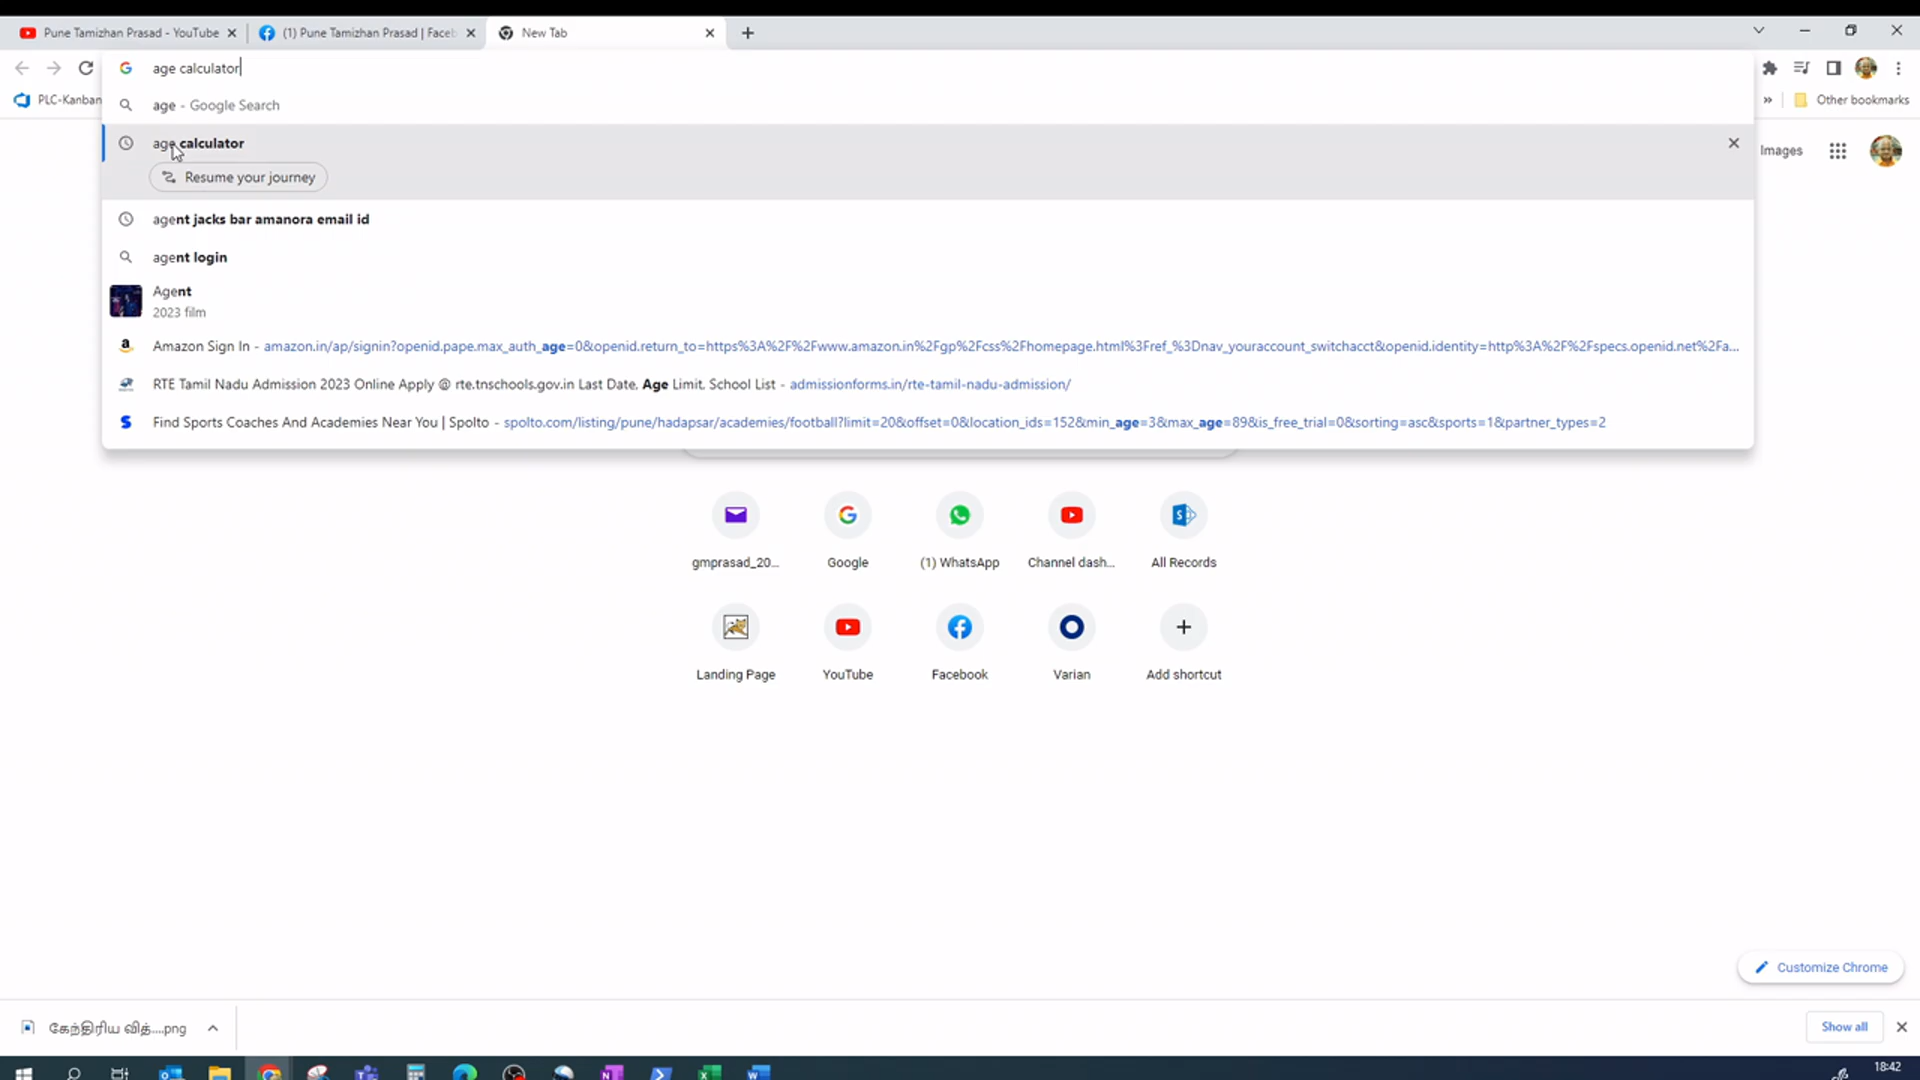 Pune Tamizhan Prasad - YouTube
(1) Pune Tamizhan Prasad | Faceb
New Tab
age calculator
PLC-Kanban
age - Google Search
Other bookmarks
age calculator
Images
Resume your journey
agent jacks bar amanora email id
agent login
Agent
2023 film
Amazon Sign In - amazon.in/ap/signin?openid.pape.max_auth_age=0&openid.return_to=https%3A%2F%2Fwww.amazon.in%2Fgp%2Fcss%2Fhomepage.html%3Fref_%3Dnav_youraccount_switchacct&openid.identity=http%3A%2F%2Fspecs.openid.net%2Fa...
RTE Tamil Nadu Admission 2023 Online Apply @ rte.tnschools.gov.in Last Date, Age Limit, School List - admissionforms.in/rte-tamil-nadu-admission/
Find Sports Coaches And Academies Near You | Spolto - spolto.com/listing/pune/hadapsar/academies/football?limit=20&offset=0&location_ids=152&min_age=3&max_age=89&is_free_trial=0&sorting=asc&sports=1&partner_types=2
gmprasad_20...
Google
(1) WhatsApp
Channel dash...
All Records
Landing Page
YouTube
Facebook
Varian
Add shortcut
Customize Chrome
கேந்திரிய வித்....png
Show all
18:42